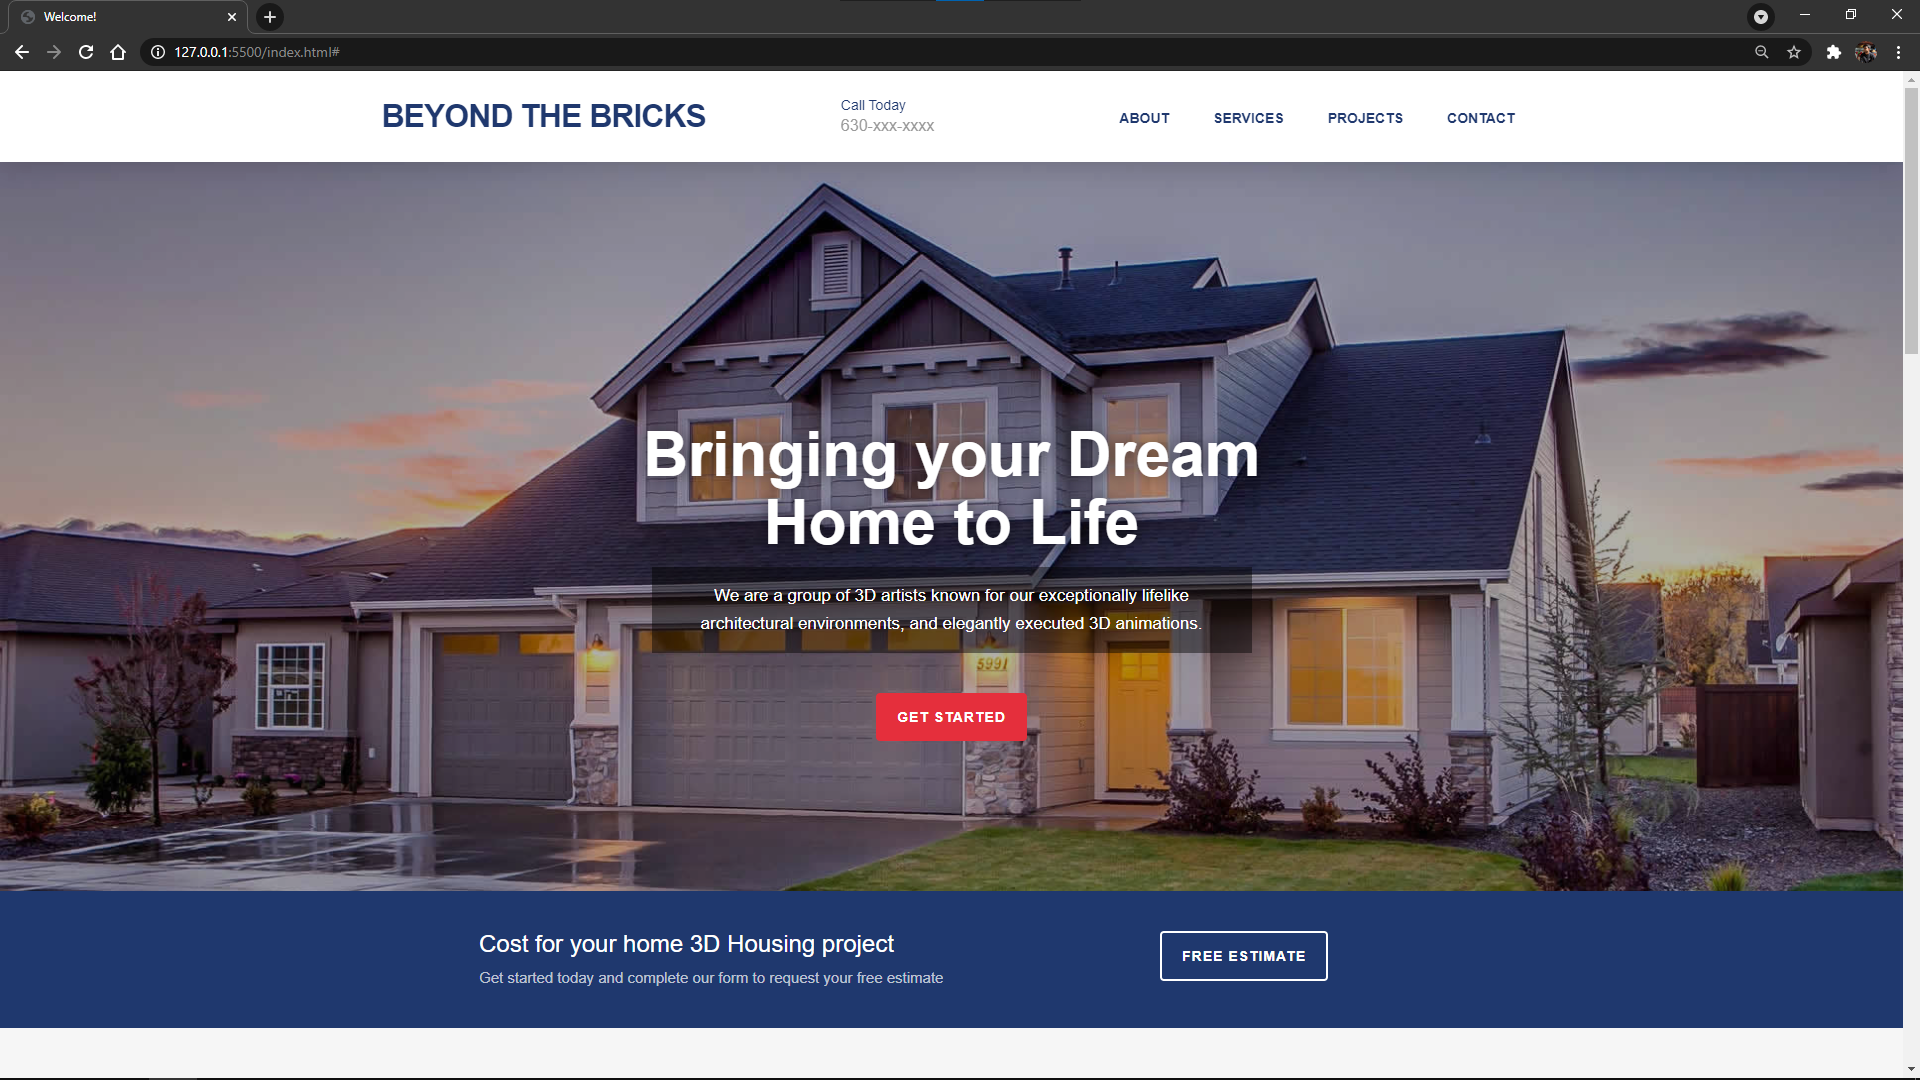 Welcome!
127.0.0.1:5500/index.html#
BEYOND THE BRICKS
Call Today
630-xxx-xxxx
ABOUT SERVICES PROJECTS CONTACT
Bringing your Dream
Home to Life
We are a group of 3D artists known for our exceptionally lifelike
architectural environments, and elegantly executed 3D animations.
5991
GET STARTED
Cost for your home 3D Housing project
Get started today and complete our form to request your free estimate
FREE ESTIMATE